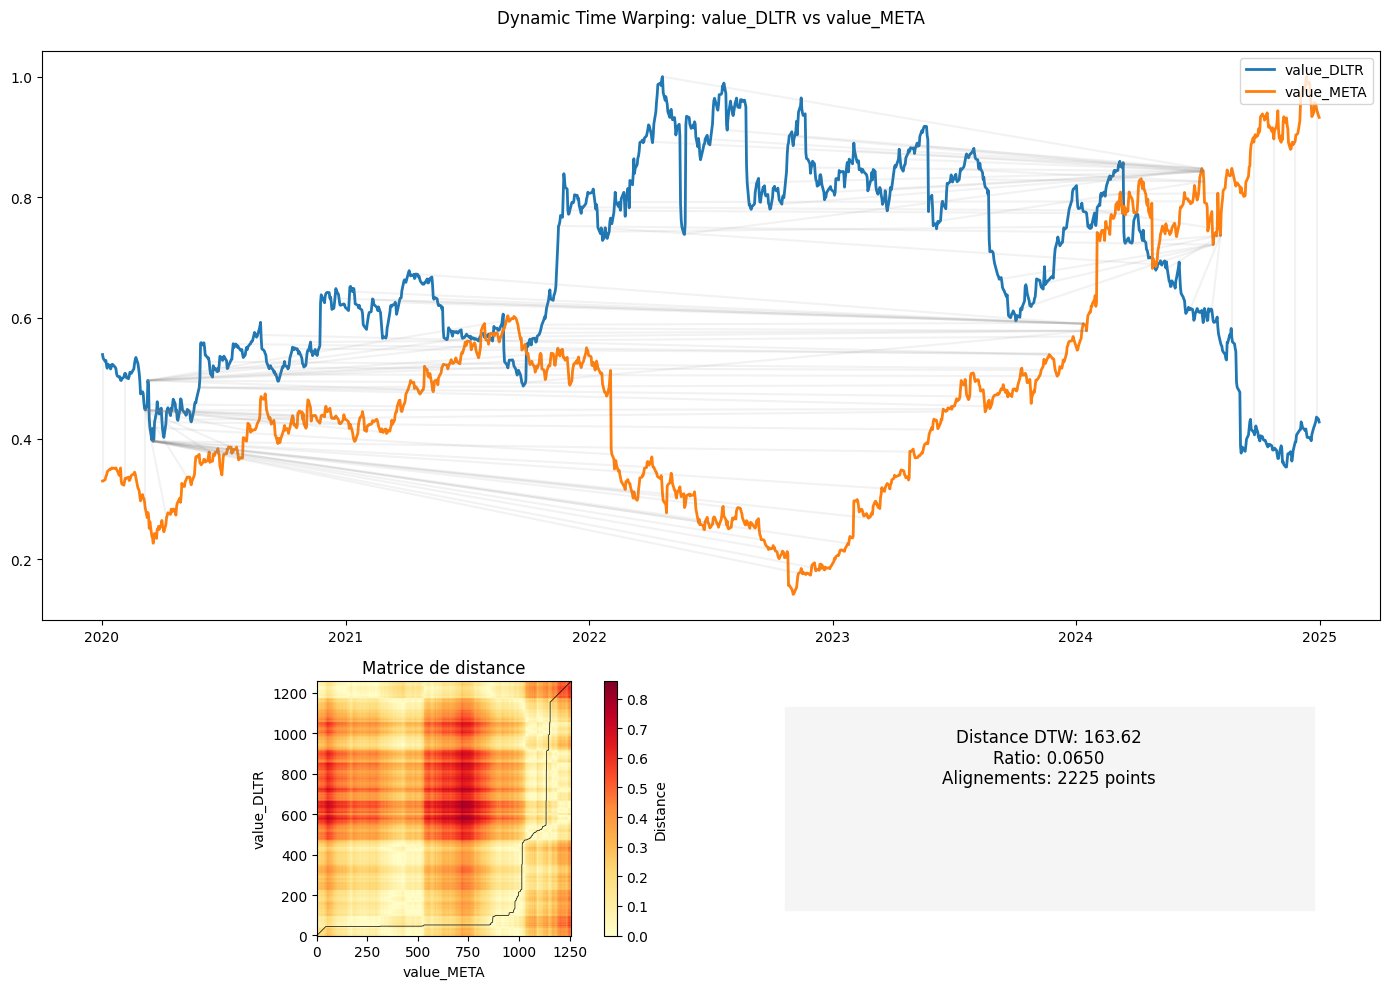 Dynamic Time Warping: value_DLTR vs value_META
value_DLTR
value_META
1.0
0.8
0.6
0.4
0.2
2020 2021 2022 2023 2024 2025
Matrice de distance
value_DLTR
1200
1000
800
600
400
200
0
0 250 500 750 1000 1250
value_META
0.8
0.7
0.6
0.5
0.4
0.3
0.2
0.1
0.0
Distance
Distance DTW: 163.62
Ratio: 0.0650
Alignements: 2225 points